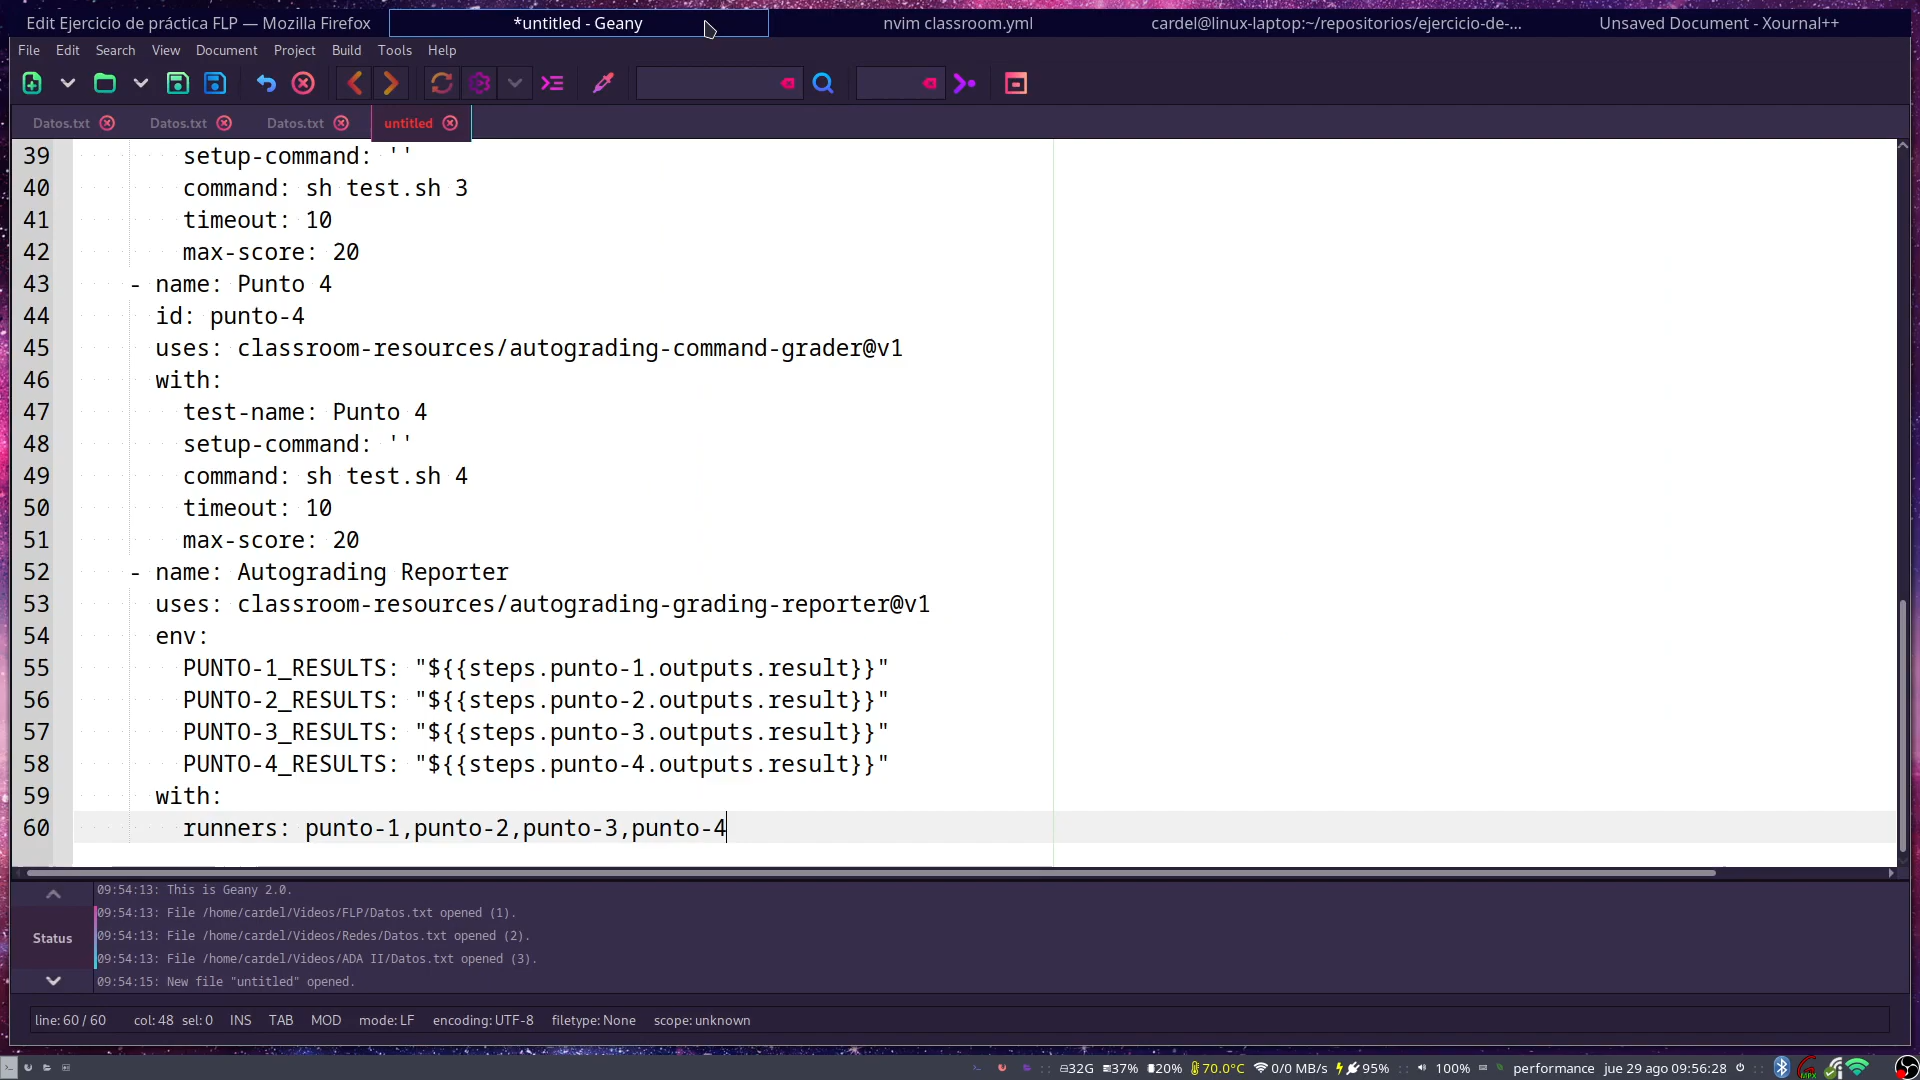 Edit Ejercicio de práctica FLP — Mozilla Firefox
*untitled - Geany
nvim classroom.yml
cardel@linux-laptop:~/repositorios/ejercicio-de-...
Unsaved Document - Xournal++
File Edit Search View Document Project Build Tools Help
Datos.txt Datos.txt Datos.txt untitled
39 setup-command: ''
40 command: sh test.sh 3
41 timeout: 10
42 max-score: 20
43 - name: Punto 4
44 id: punto-4
45 uses: classroom-resources/autograding-command-grader@v1
46 with:
47 test-name: Punto 4
48 setup-command: ''
49 command: sh test.sh 4
50 timeout: 10
51 max-score: 20
52 - name: Autograding Reporter
53 uses: classroom-resources/autograding-grading-reporter@v1
54 env:
55 PUNTO-1_RESULTS: "${{steps.punto-1.outputs.result}}"
56 PUNTO-2_RESULTS: "${{steps.punto-2.outputs.result}}"
57 PUNTO-3_RESULTS: "${{steps.punto-3.outputs.result}}"
58 PUNTO-4_RESULTS: "${{steps.punto-4.outputs.result}}"
59 with:
60 runners: punto-1,punto-2,punto-3,punto-4
Status
09:54:13: This is Geany 2.0.
09:54:13: File /home/cardel/Videos/FLP/Datos.txt opened (1).
09:54:13: File /home/cardel/Videos/Redes/Datos.txt opened (2).
09:54:13: File /home/cardel/Videos/ADA II/Datos.txt opened (3).
09:54:15: New file "untitled" opened.
line: 60 / 60 col: 48 sel: 0 INS TAB MOD mode: LF encoding: UTF-8 filetype: None scope: unknown
32G 37% 20% 70.0°C 0/0 MB/s 95% 100% performance jue 29 ago 09:56:28